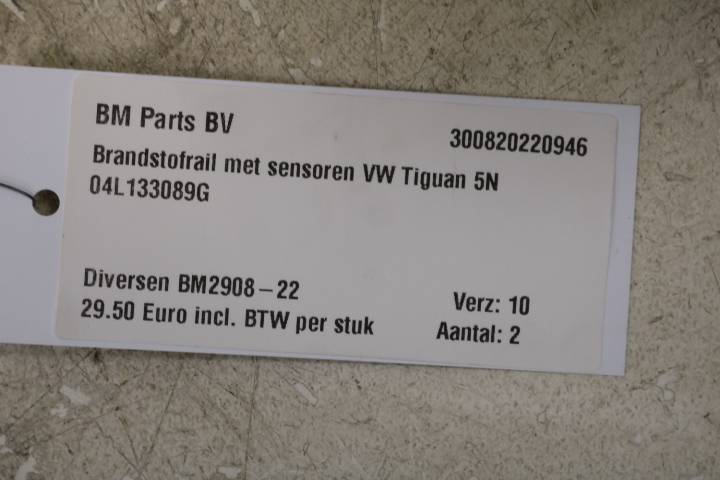 BM Parts BV
300820220946
Brandstofrail met sensoren VW Tiguan 5N
04L133089G
Diversen BM2908-22
Verz: 10
29.50 Euro incl. BTW per stuk
Aantal: 2